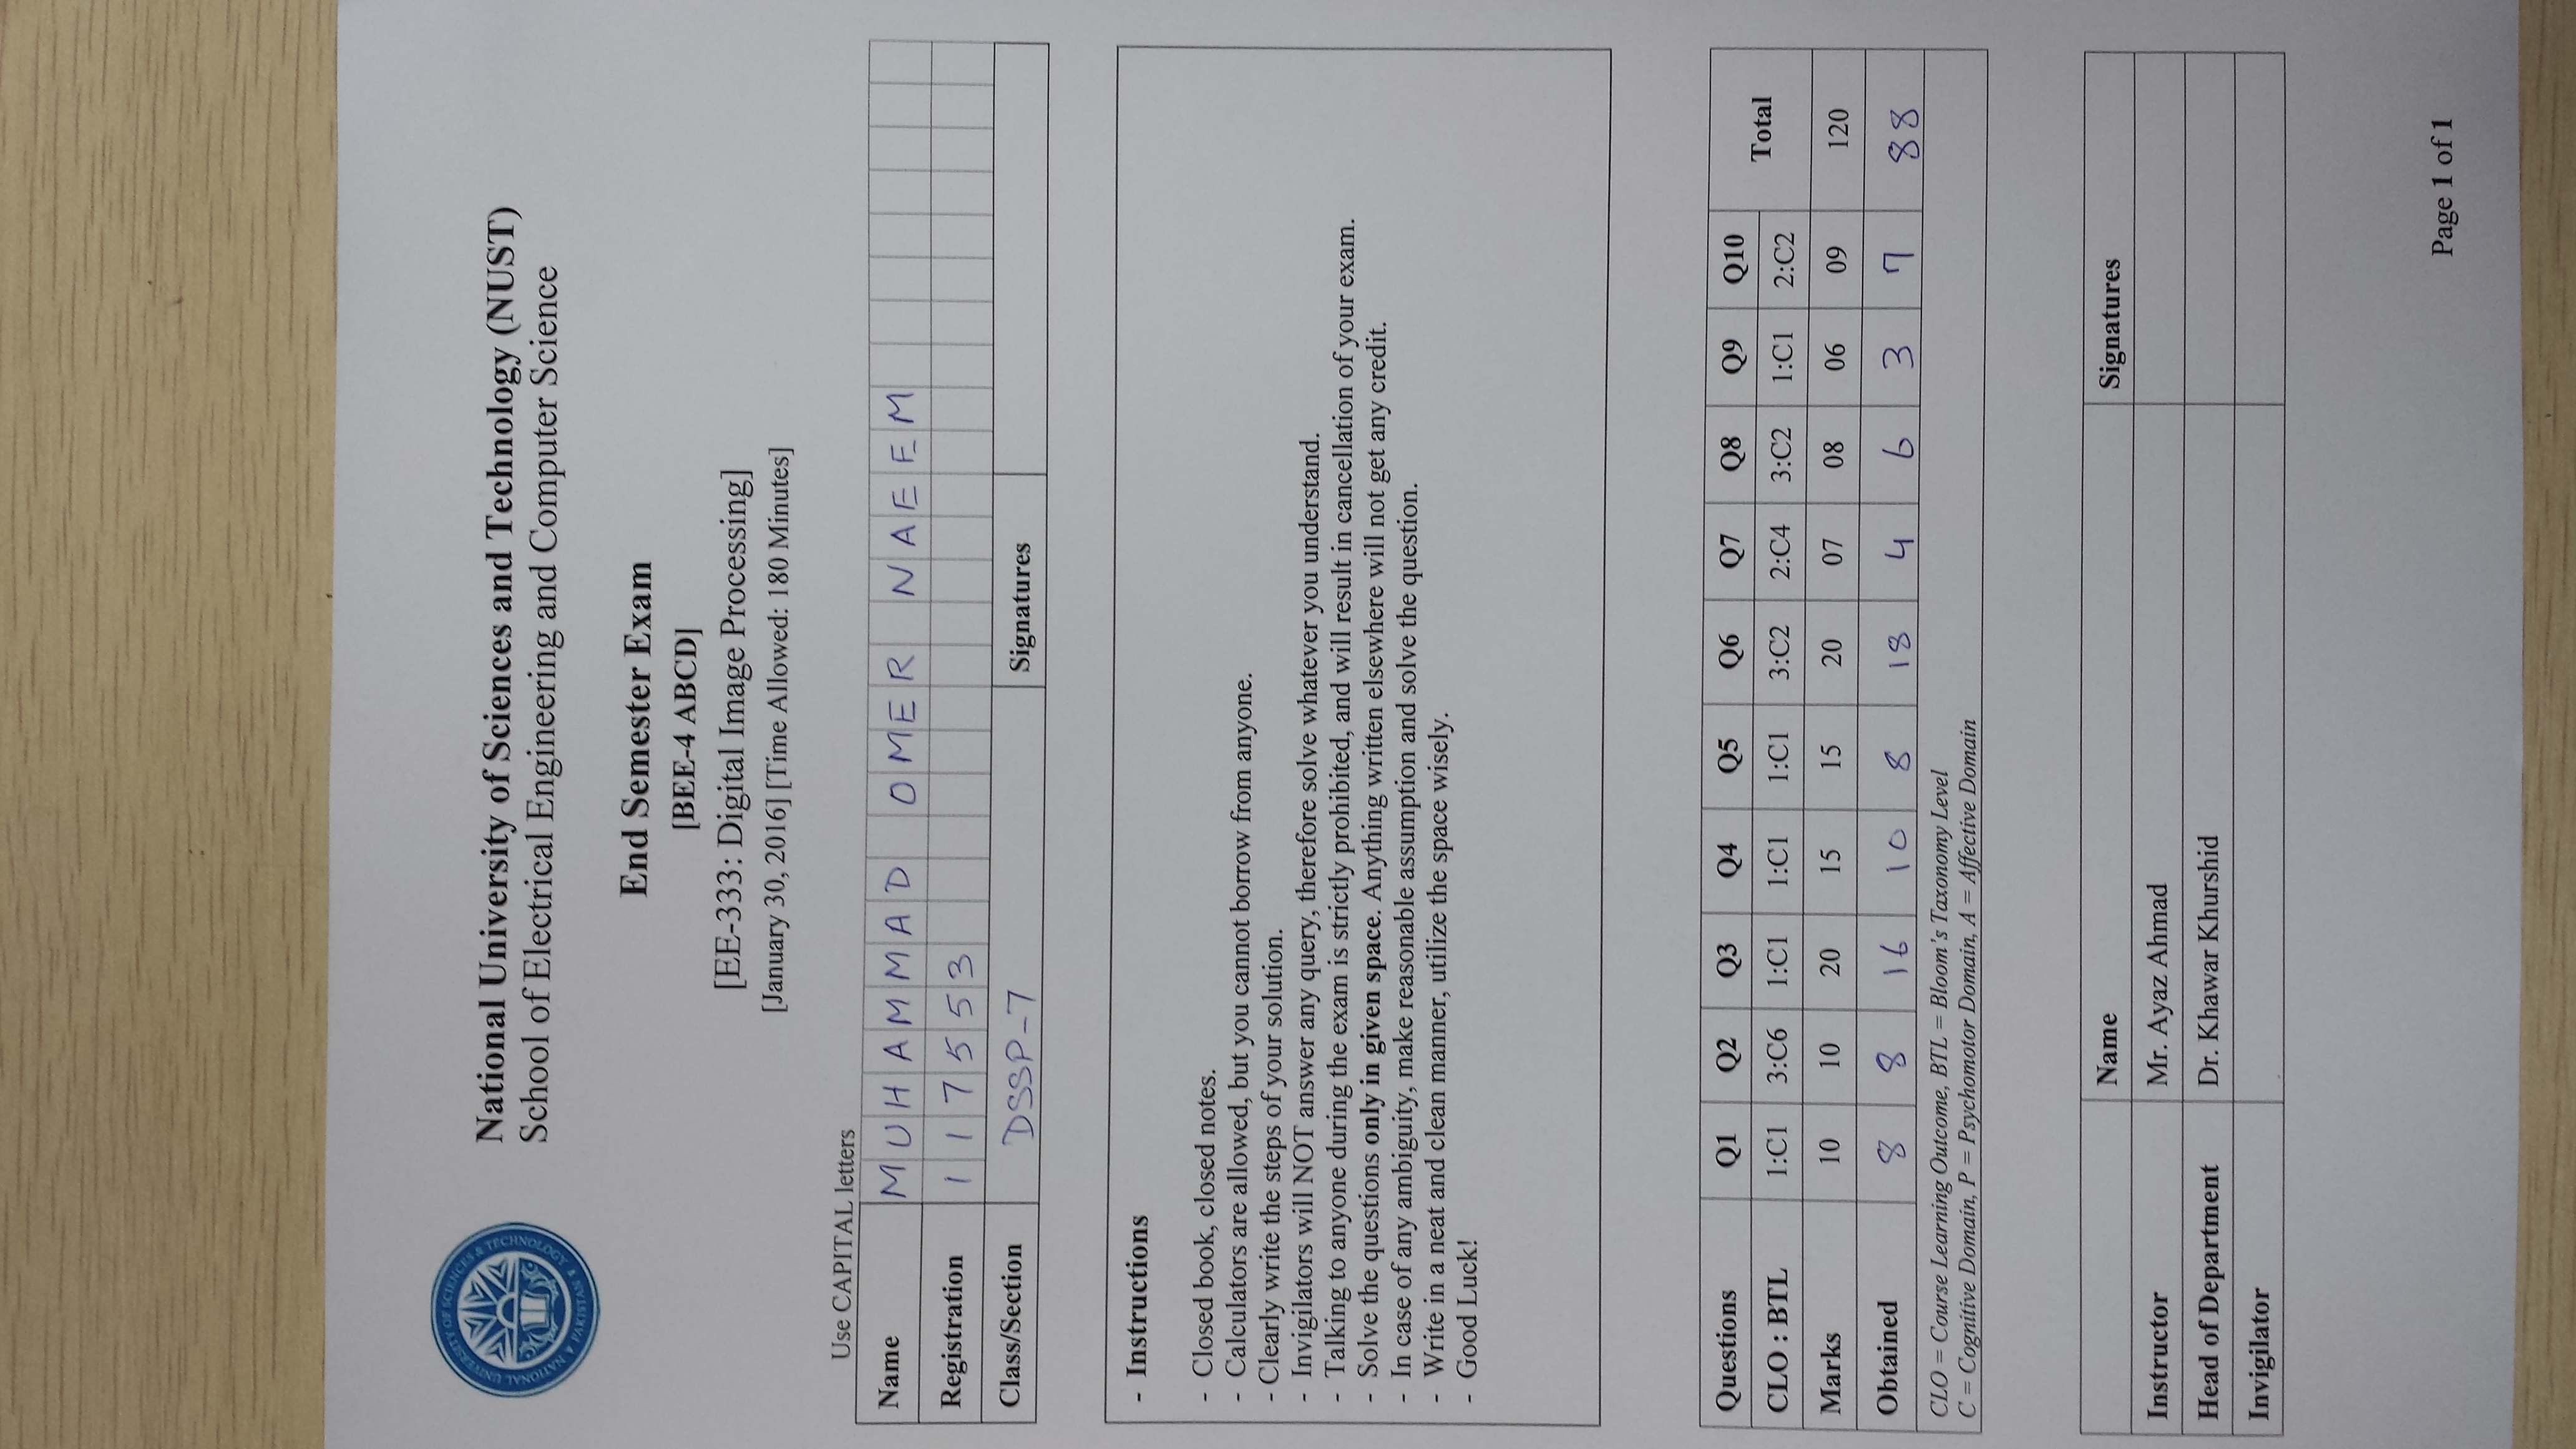 NATIONAL UNIVERSITY OF SCIENCES & TECHNOLOGY
PAKISTAN
National University of Sciences and Technology (NUST)
School of Electrical Engineering and Computer Science
End Semester Exam
[BEE-4 ABCD]
[EE-333: Digital Image Processing]
[January 30, 2016] [Time Allowed: 180 Minutes]
Use CAPITAL letters
Name MUHAMMAD OMER NAEEM
Registration 117553
Class/Section DSSP-7 Signatures
- Instructions
- Closed book, closed notes.
- Calculators are allowed, but you cannot borrow from anyone.
- Clearly write the steps of your solution.
- Invigilators will NOT answer any query, therefore solve whatever you understand.
- Talking to anyone during the exam is strictly prohibited, and will result in cancellation of your exam.
- Solve the questions only in given space. Anything written elsewhere will not get any credit.
- In case of any ambiguity, make reasonable assumption and solve the question.
- Write in a neat and clean manner, utilize the space wisely.
- Good Luck!
Questions Q1 Q2 Q3 Q4 Q5 Q6 Q7 Q8 Q9 Q10 Total
CLO : BTL 1:C1 3:C6 1:C1 1:C1 1:C1 3:C2 2:C4 3:C2 1:C1 2:C2
Marks 10 10 20 15 15 20 07 08 06 09 120
Obtained 8 8 16 10 8 18 4 6 3 7 88
CLO = Course Learning Outcome, BTL = Bloom's Taxonomy Level
C = Cognitive Domain, P = Psychomotor Domain, A = Affective Domain
Name Signatures
Instructor Mr. Ayaz Ahmad
Head of Department Dr. Khawar Khurshid
Invigilator
Page 1 of 1